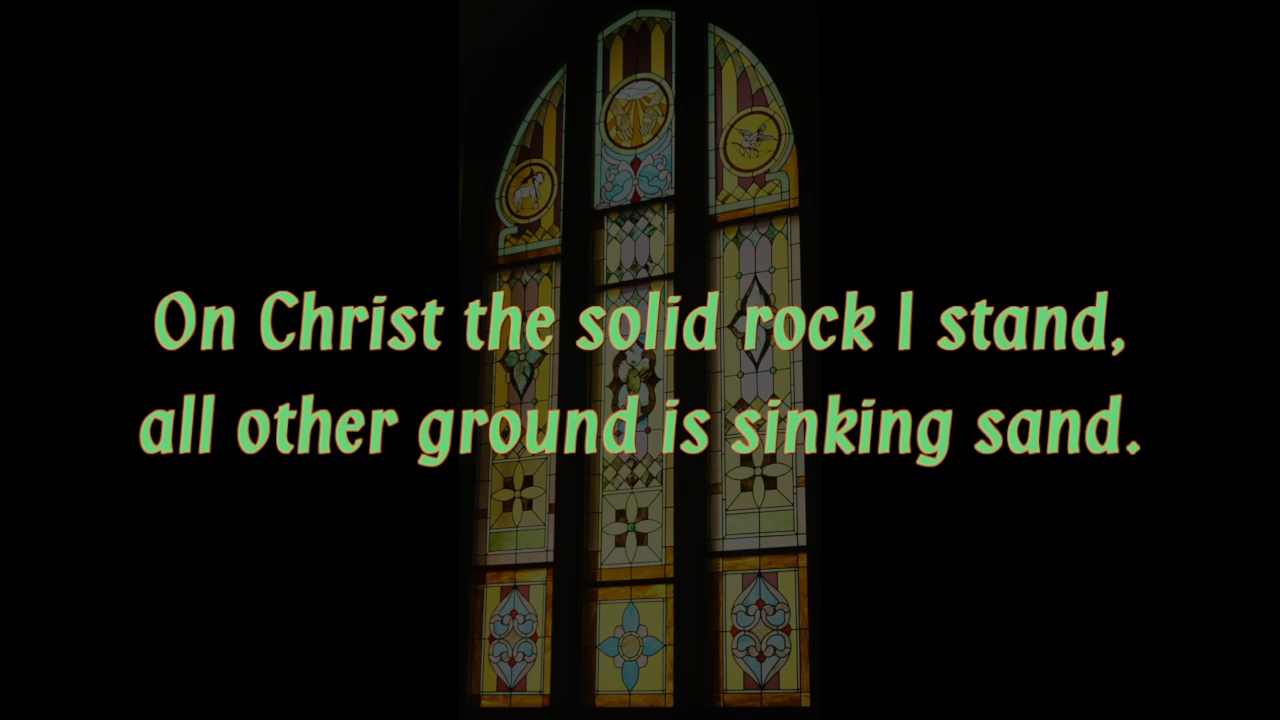 On Christ the solid rock I stand,
all other ground is sinking sand.